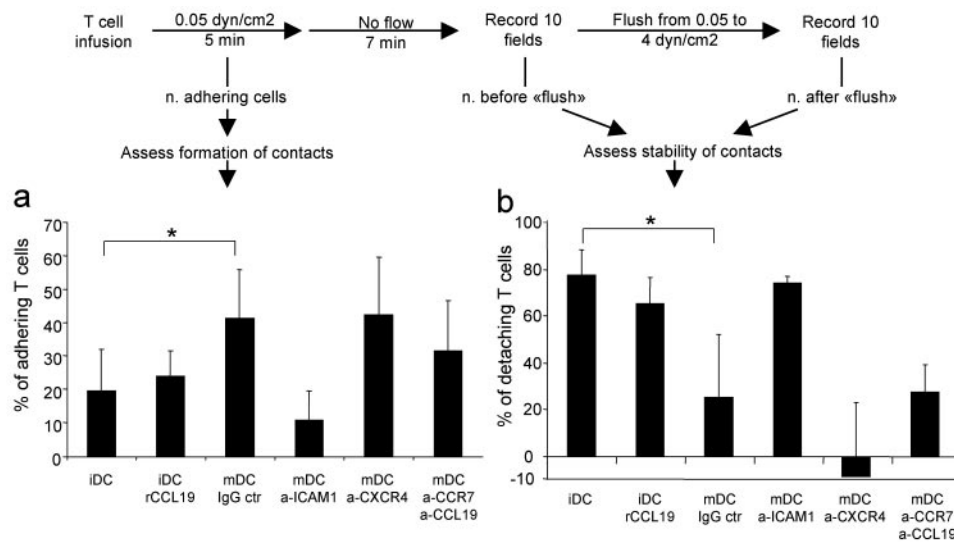 T cell infusion
0.05 dyn/cm2
5 min
No flow
7 min
Record 10 fields
Flush from 0.05 to
4 dyn/cm2
Record 10 fields
n. adhering cells
n. before «flush»
n. after «flush»
Assess formation of contacts
Assess stability of contacts
a
% of adhering T cells
70
60
50
40
30
20
10
0
*
iDC
iDC rCCL19
mDC IgG ctr
mDC a-ICAM1
mDC a-CXCR4
mDC a-CCR7 a-CCL19
b
% of detaching T cells
100
80
60
40
20
0
-10
*
iDC
iDC rCCL19
mDC IgG ctr
mDC a-ICAM1
mDC a-CXCR4
mDC a-CCR7 a-CCL19